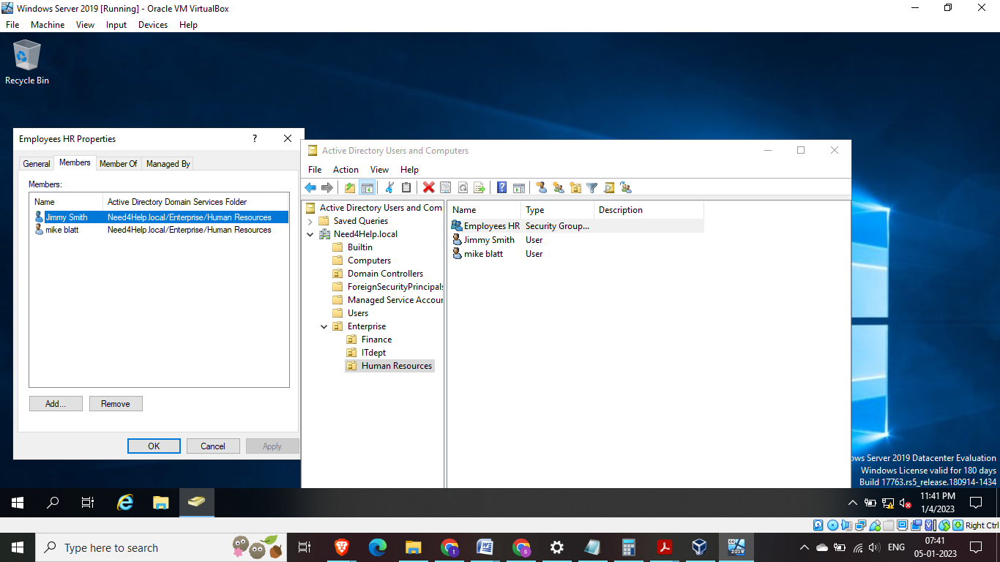 Windows Server 2019 [Running] - Oracle VM VirtualBox
File Machine View Input Devices Help
Recycle Bin
Employees HR Properties
?
General Members Member Of Managed By
Members:
Name Active Directory Domain Services Folder
Jimmy Smith Need4Help.local/Enterprise/Human Resources
mike blatt Need4Help.local/Enterprise/Human Resources
Add... Remove
OK Cancel Apply
Active Directory Users and Computers
File Action View Help
Active Directory Users and Com
Saved Queries
Need4Help.local
Builtin
Computers
Domain Controllers
ForeignSecurityPrincipals
Managed Service Accour
Users
Enterprise
Finance
ITdept
Human Resources
Name Type Description
Employees HR Security Group...
Jimmy Smith User
mike blatt User
ows Server 2019 Datacenter Evaluation
Windows License valid for 180 days
Build 17763.rs5_release.180914-1434
11:41 PM
1/4/2023
Right Ctrl
Type here to search
2019
ENG
07:41
05-01-2023